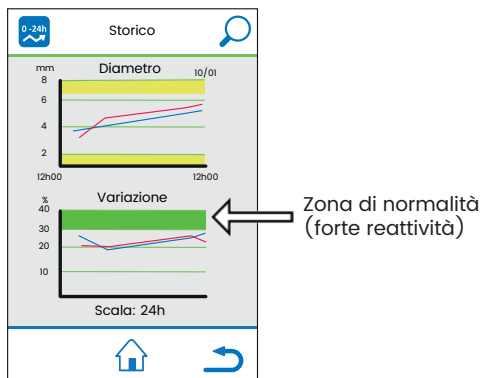 0 -24h
Storico
mm
Diametro
10/01
8
6
4
2
12h00
12h00
%
Variazione
40
30
20
10
Zona di normalità
(forte reattività)
Scala: 24h